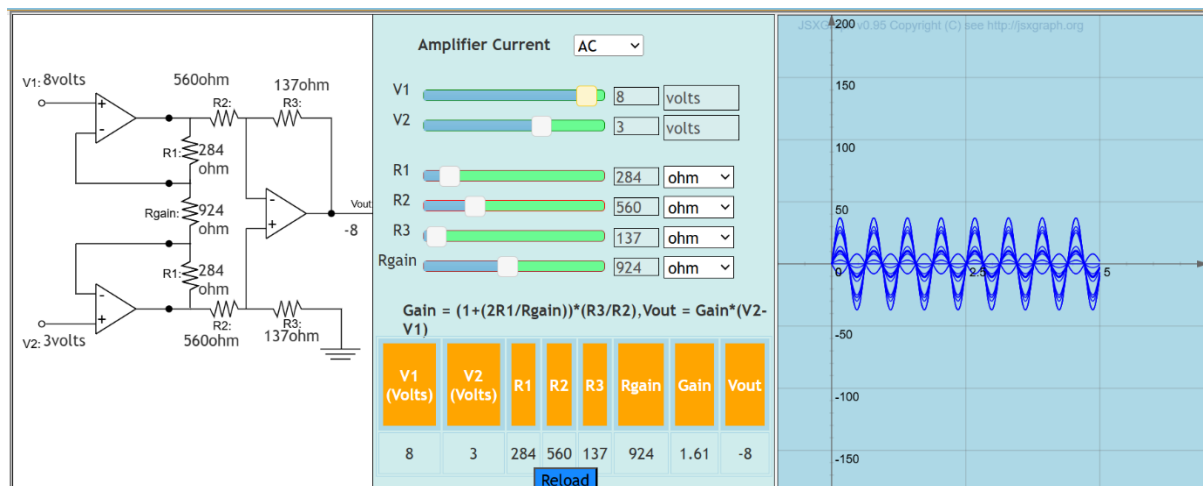 V1: 8volts
560ohm
137ohm
R2:
R3:
+
-
R1: 284
ohm
Rgain: 924
ohm
-
+
Vout
-8
R1: 284
ohm
-
+
V2: 3volts
R2:
560ohm
R3:
137ohm
Amplifier Current AC
V1 8 volts
V2 3 volts
R1 284 ohm
R2 560 ohm
R3 137 ohm
Rgain 924 ohm
Gain = (1+(2R1/Rgain))*(R3/R2),Vout = Gain*(V2-
V1)
V1 (Volts) V2 (Volts) R1 R2 R3 Rgain Gain Vout
8 3 284 560 137 924 1.61 -8
Reload
JSXGraph v0.95 Copyright (C) see http://jsxgraph.org
200
150
100
50
0 2.5 5
-50
-100
-150